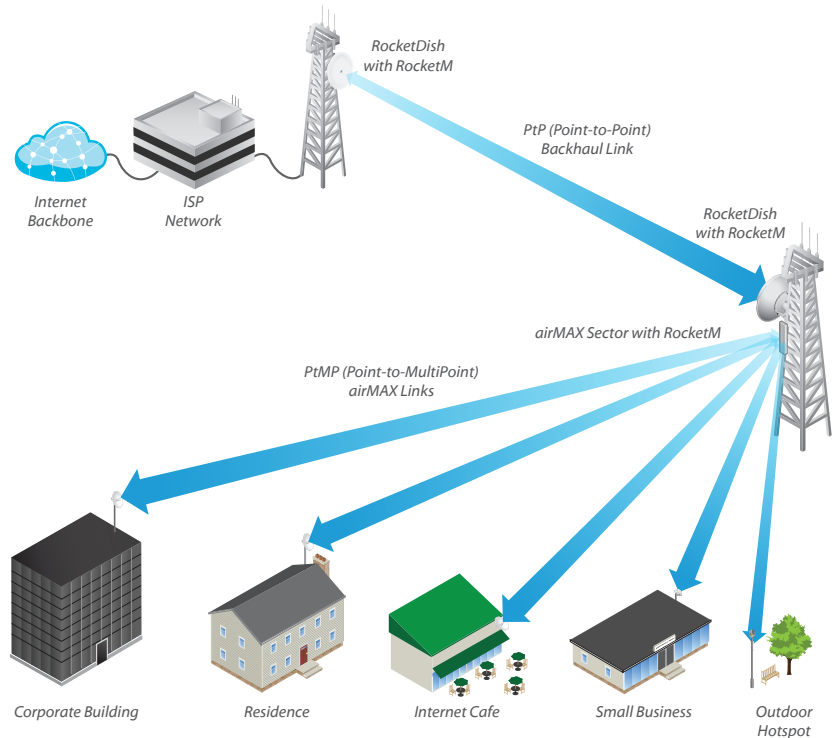 RocketDish
with RocketM
PtP (Point-to-Point)
Backhaul Link
Internet
Backbone
ISP
Network
RocketDish
with RocketM
airMAX Sector with RocketM
PtMP (Point-to-MultiPoint)
airMAX Links
Corporate Building
Residence
Internet Cafe
Small Business
Outdoor
Hotspot